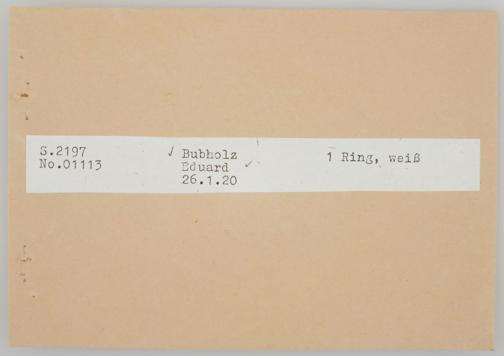 S.2197
No.01113
Bubholz
Eduard
26.1.20
1 Ring, weiß